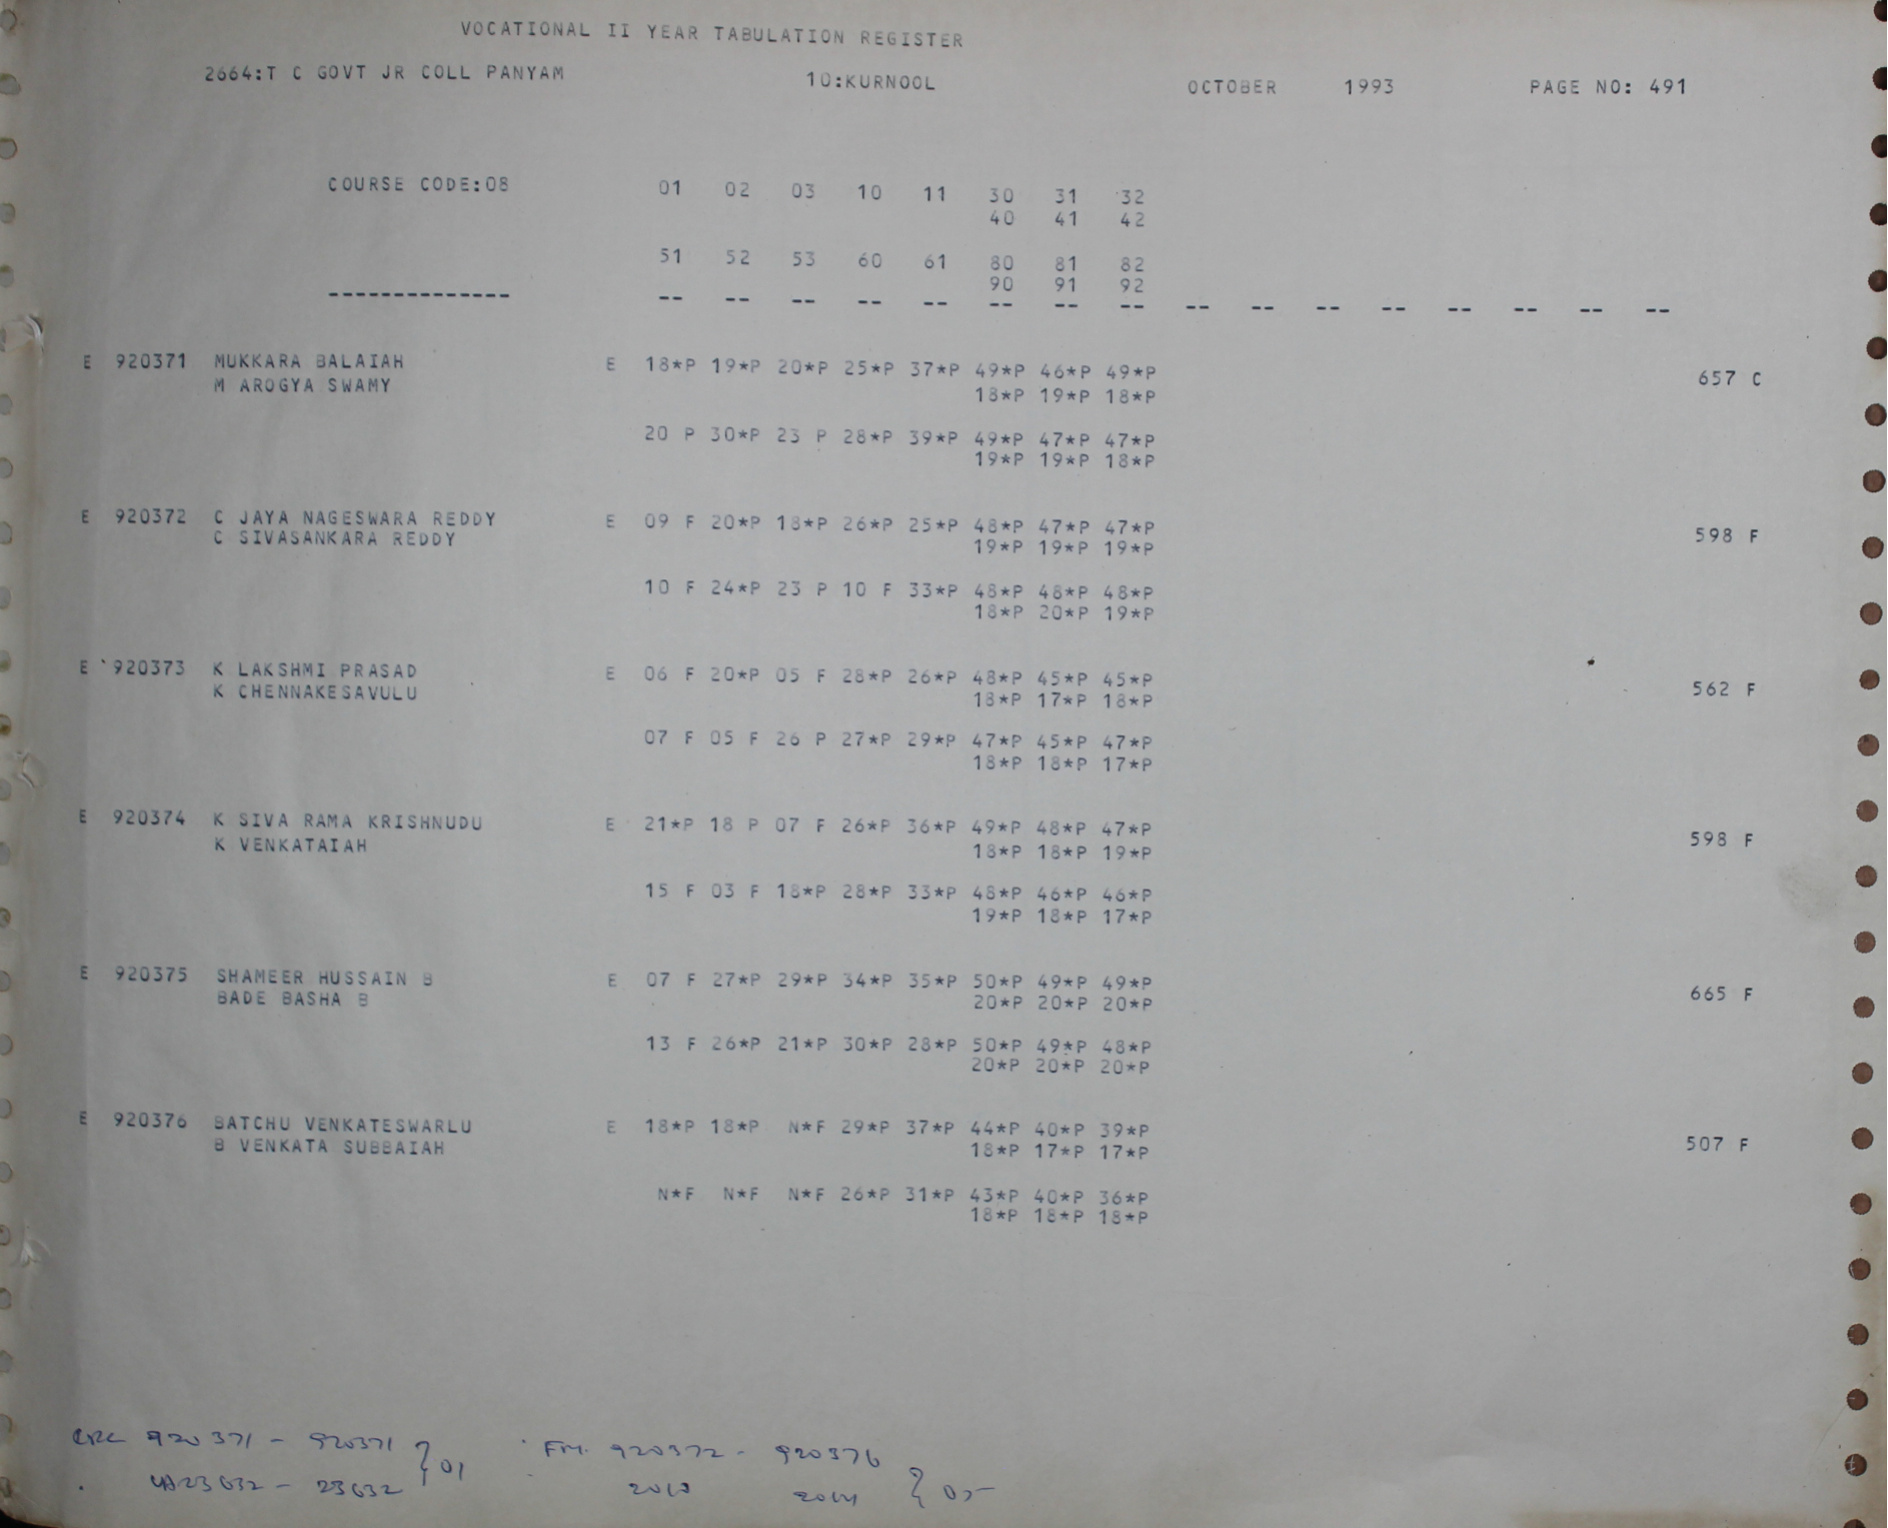 VOCATIONAL II YEAR TABULATION REGISTER
2664:T C GOVT JR COLL PANYAM 10:KURNOOL OCTOBER 1993 PAGE NO: 491
COURSE CODE:08 01 02 03 10 11 30 31 32
40 41 42
51 52 53 60 61 80 81 82
90 91 92
-------------- -- -- -- -- -- -- -- -- -- -- -- -- -- -- -- --
E 920371 MUKKARA BALAIAH E 18*P 19*P 20*P 25*P 37*P 49*P 46*P 49*P 657 C
M AROGYA SWAMY 18*P 19*P 18*P
20 P 30*P 23 P 28*P 39*P 49*P 47*P 47*P
19*P 19*P 18*P
E 920372 C JAYA NAGESWARA REDDY E 09 F 20*P 18*P 26*P 25*P 48*P 47*P 47*P 598 F
C SIVASANKARA REDDY 19*P 19*P 19*P
10 F 24*P 23 P 10 F 33*P 48*P 48*P 48*P
18*P 20*P 19*P
E 920373 K LAKSHMI PRASAD E 06 F 20*P 05 F 28*P 26*P 48*P 45*P 45*P 562 F
K CHENNAKESAVULU 18*P 17*P 18*P
07 F 05 F 26 P 27*P 29*P 47*P 45*P 47*P
18*P 18*P 17*P
E 920374 K SIVA RAMA KRISHNUDU E 21*P 18 P 07 F 26*P 36*P 49*P 48*P 47*P 598 F
K VENKATAIAH 18*P 18*P 19*P
15 F 03 F 18*P 28*P 33*P 48*P 46*P 46*P
19*P 18*P 17*P
E 920375 SHAMEER HUSSAIN B E 07 F 27*P 29*P 34*P 35*P 50*P 49*P 49*P 665 F
BADE BASHA B 20*P 20*P 20*P
13 F 26*P 21*P 30*P 28*P 50*P 49*P 48*P
20*P 20*P 20*P
E 920376 BATCHU VENKATESWARLU E 18*P 18*P N*F 29*P 37*P 44*P 40*P 39*P 507 F
B VENKATA SUBBAIAH 18*P 17*P 17*P
N*F N*F N*F 26*P 31*P 43*P 40*P 36*P
18*P 18*P 18*P
920371 - 920371 } 01 FM. 920372 - 920376
23632 - 23632